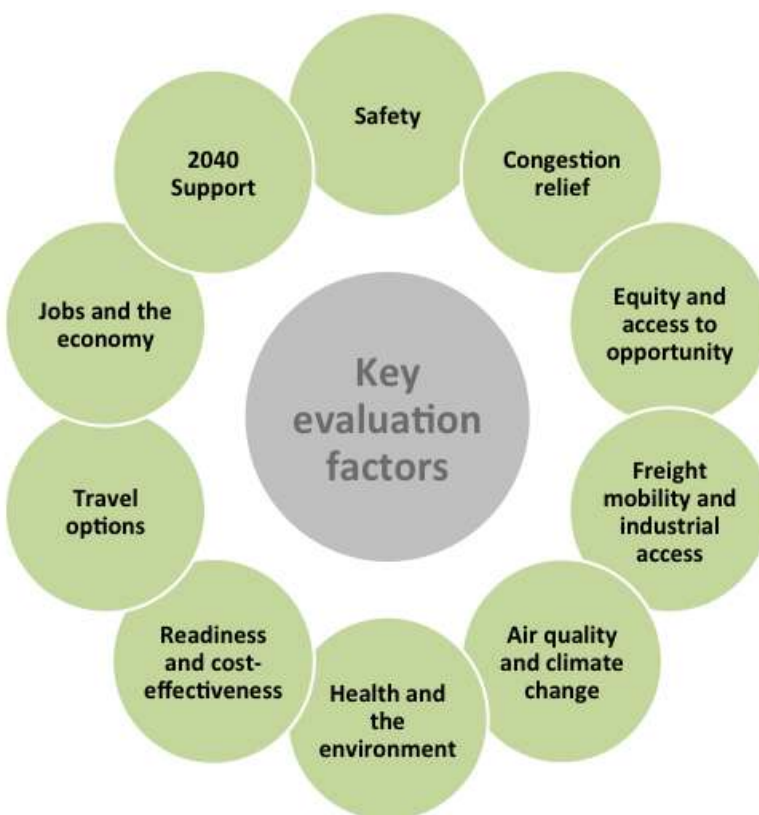 Safety
Congestion
relief
Equity and
access to
opportunity
Freight
mobility and
industrial
access
Air quality
and climate
change
Health and
the
environment
Readiness
and cost-
effectiveness
Travel
options
Jobs and the
economy
2040
Support
Key
evaluation
factors